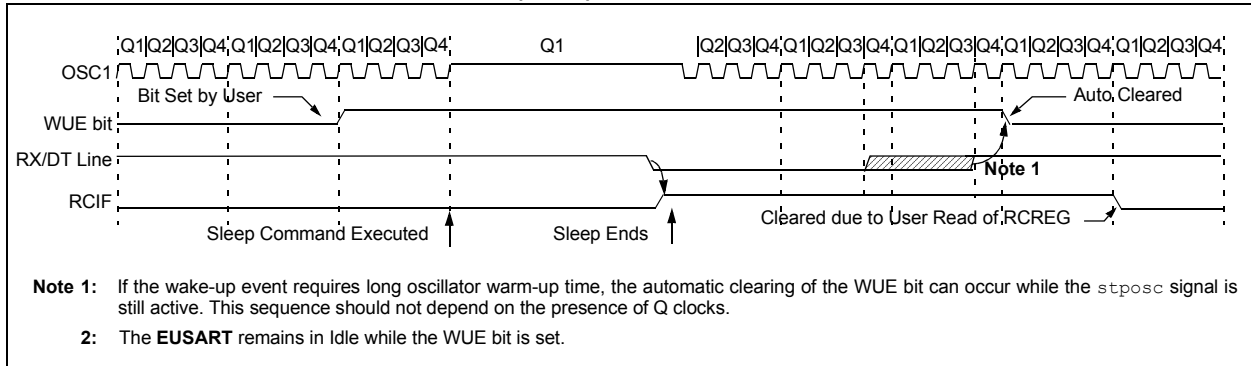 Q1 Q2 Q3 Q4 Q1 Q2 Q3 Q4 Q1 Q2 Q3 Q4 Q1 Q2 Q3 Q4 Q1 Q2 Q3 Q4 Q1 Q2 Q3 Q4 Q1 Q2 Q3 Q4 Q1 Q2 Q3 Q4
OSC1
Bit Set by User
Auto Cleared
WUE bit
RX/DT Line
Note 1
RCIF
Cleared due to User Read of RCREG
Sleep Command Executed
Sleep Ends
Note 1: If the wake-up event requires long oscillator warm-up time, the automatic clearing of the WUE bit can occur while the stposc signal is
still active. This sequence should not depend on the presence of Q clocks.
2: The EUSART remains in Idle while the WUE bit is set.